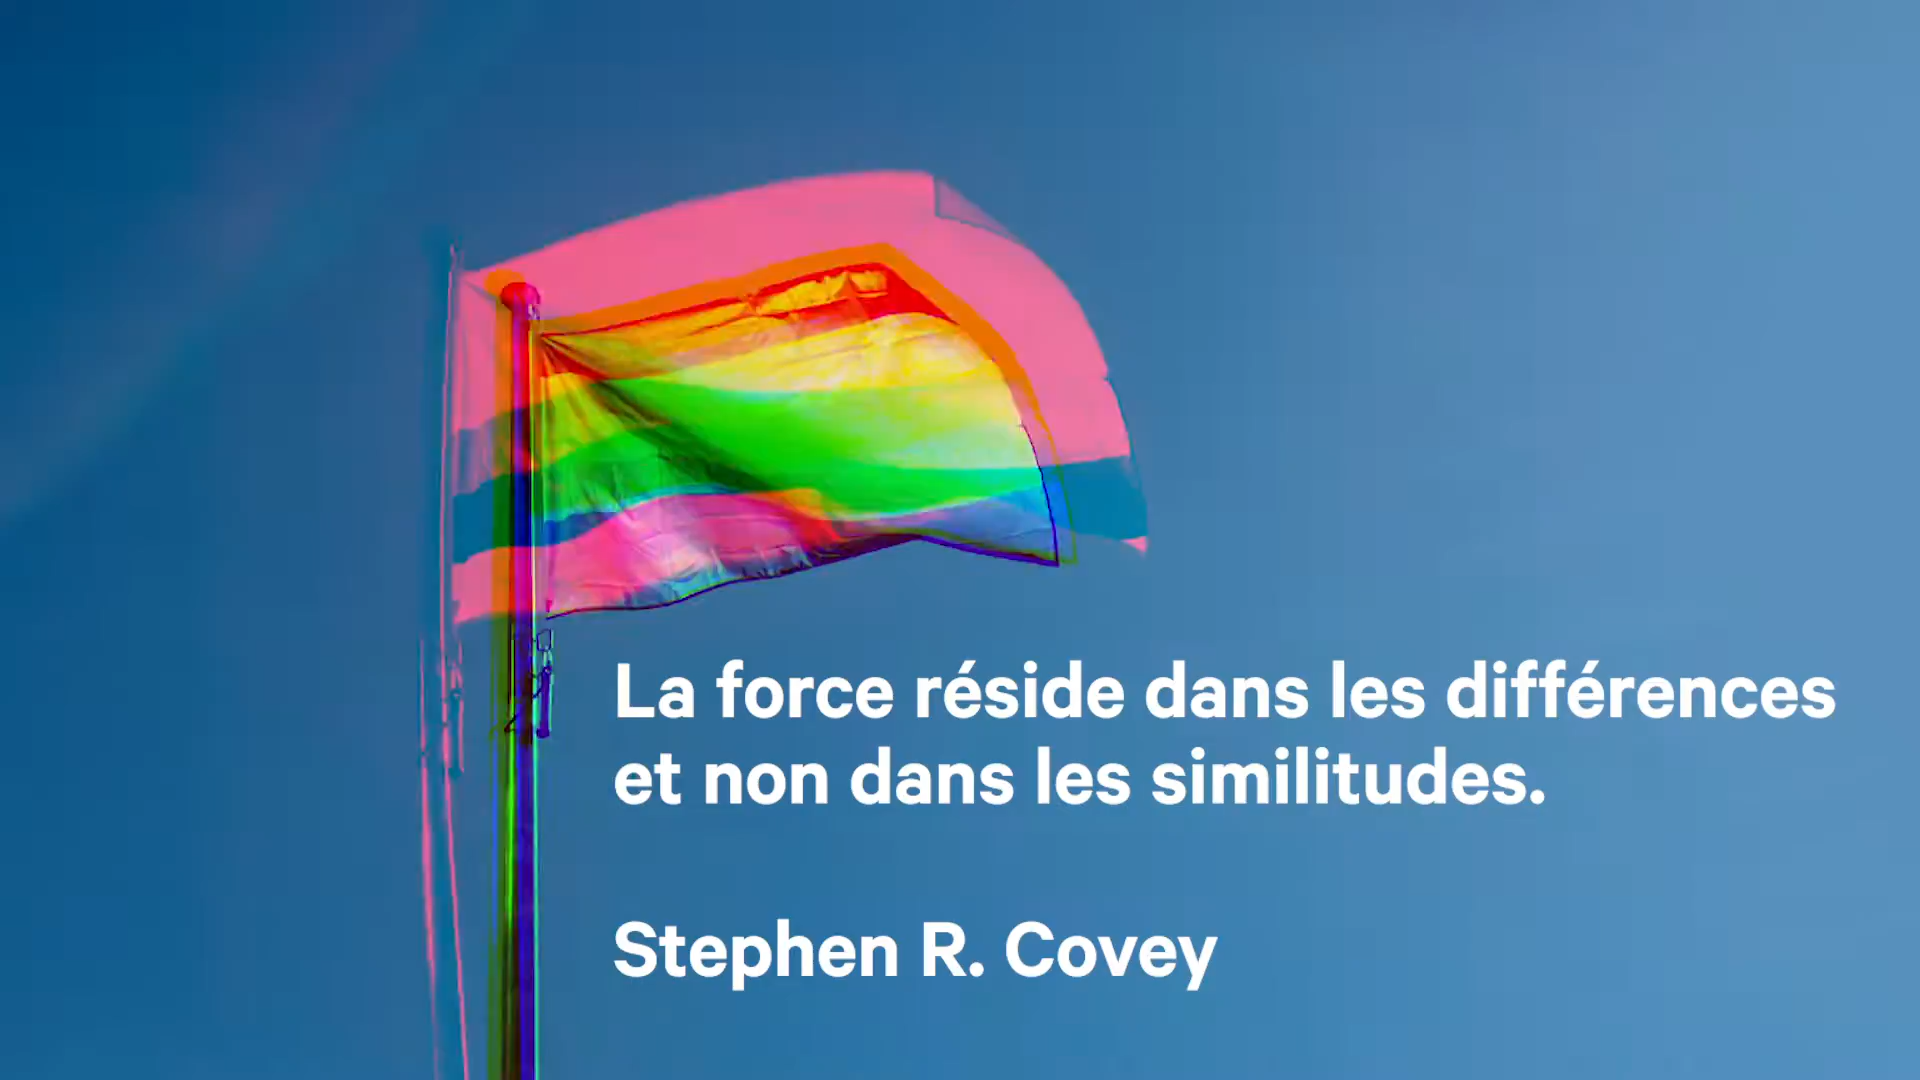 La force réside dans les différences
et non dans les similitudes.
Stephen R. Covey